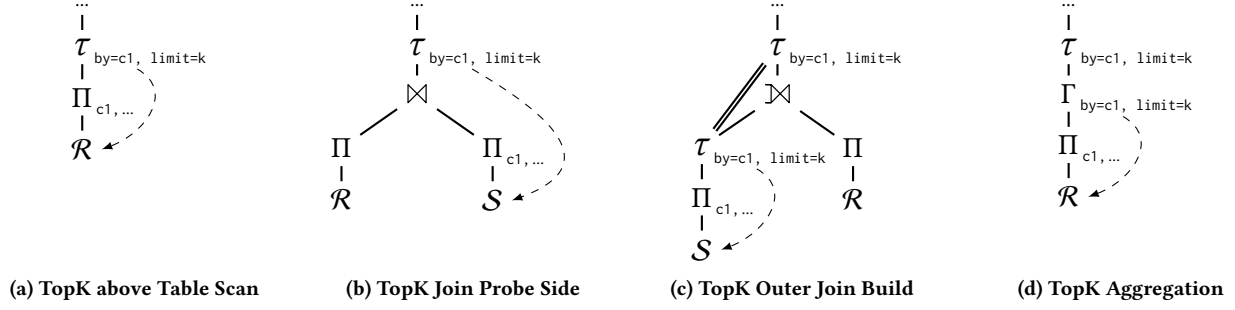 ... ... ... ...
τ by=c1, limit=k τ by=c1, limit=k τ by=c1, limit=k τ by=c1, limit=k
Π c1,... ⋈ ⟕ Γ by=c1, limit=k
R Π Π c1,... τ by=c1, limit=k Π Π c1,...
R S Π c1,... R R
S
(a) TopK above Table Scan (b) TopK Join Probe Side (c) TopK Outer Join Build (d) TopK Aggregation